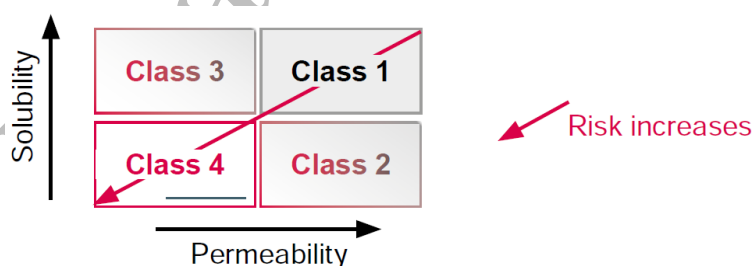 Solubility
Class 3
Class 1
Class 4
Class 2
Risk increases
Permeability